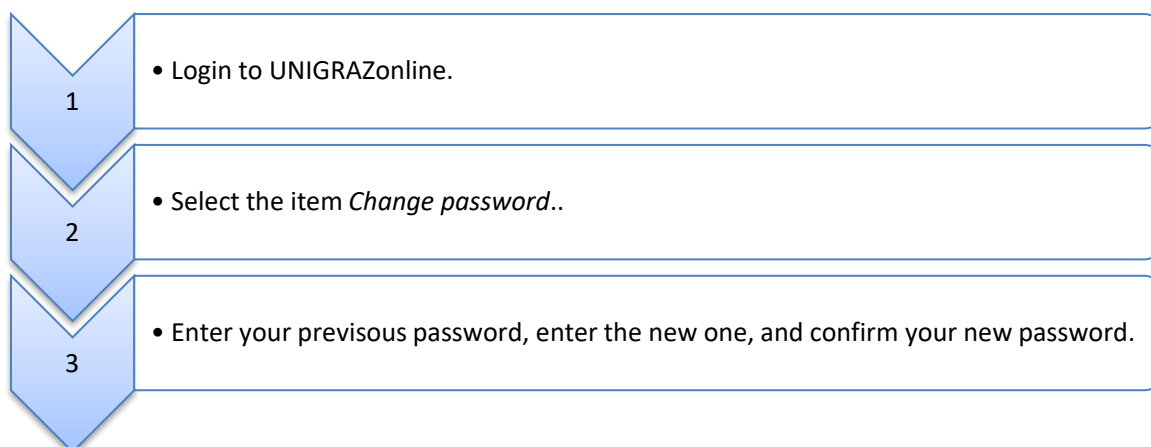 1
• Login to UNIGRAZonline.
2
• Select the item Change password..
3
• Enter your previsous password, enter the new one, and confirm your new password.